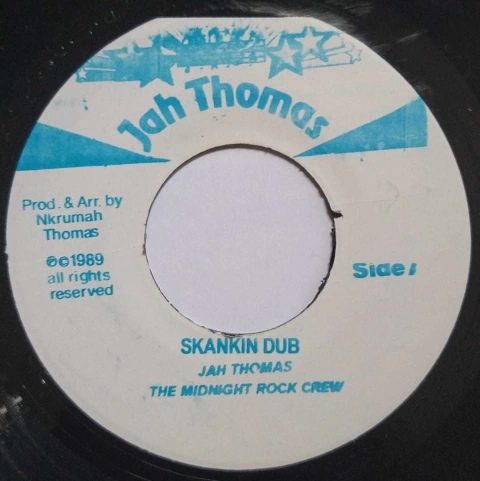 Jah Thomas
Prod. & Arr. by
Nkrumah
Thomas
℗©1989
all rights
reserved
Side I
SKANKIN DUB
JAH THOMAS
THE MIDNIGHT ROCK CREW